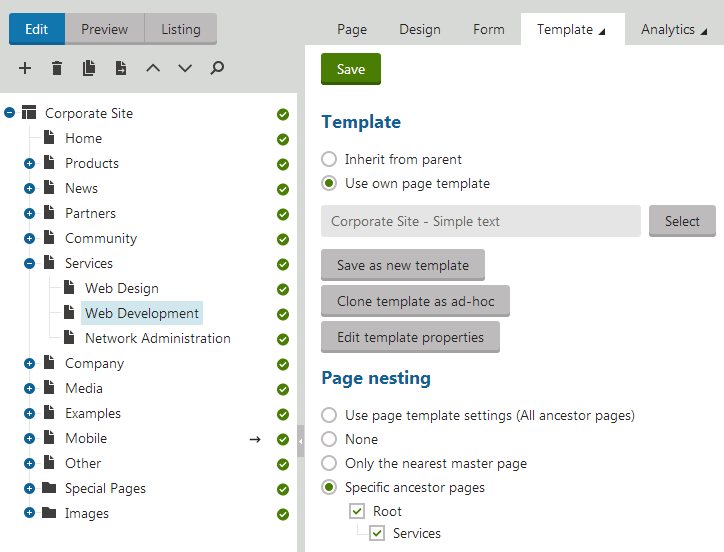 Edit Preview Listing
Page Design Form Template Analytics
Save
Corporate Site
Home
Products
News
Partners
Community
Services
Web Design
Web Development
Network Administration
Company
Media
Examples
Mobile
Other
Special Pages
Images
Template
Inherit from parent
Use own page template
Corporate Site - Simple text Select
Save as new template
Clone template as ad-hoc
Edit template properties
Page nesting
Use page template settings (All ancestor pages)
None
Only the nearest master page
Specific ancestor pages
Root
Services